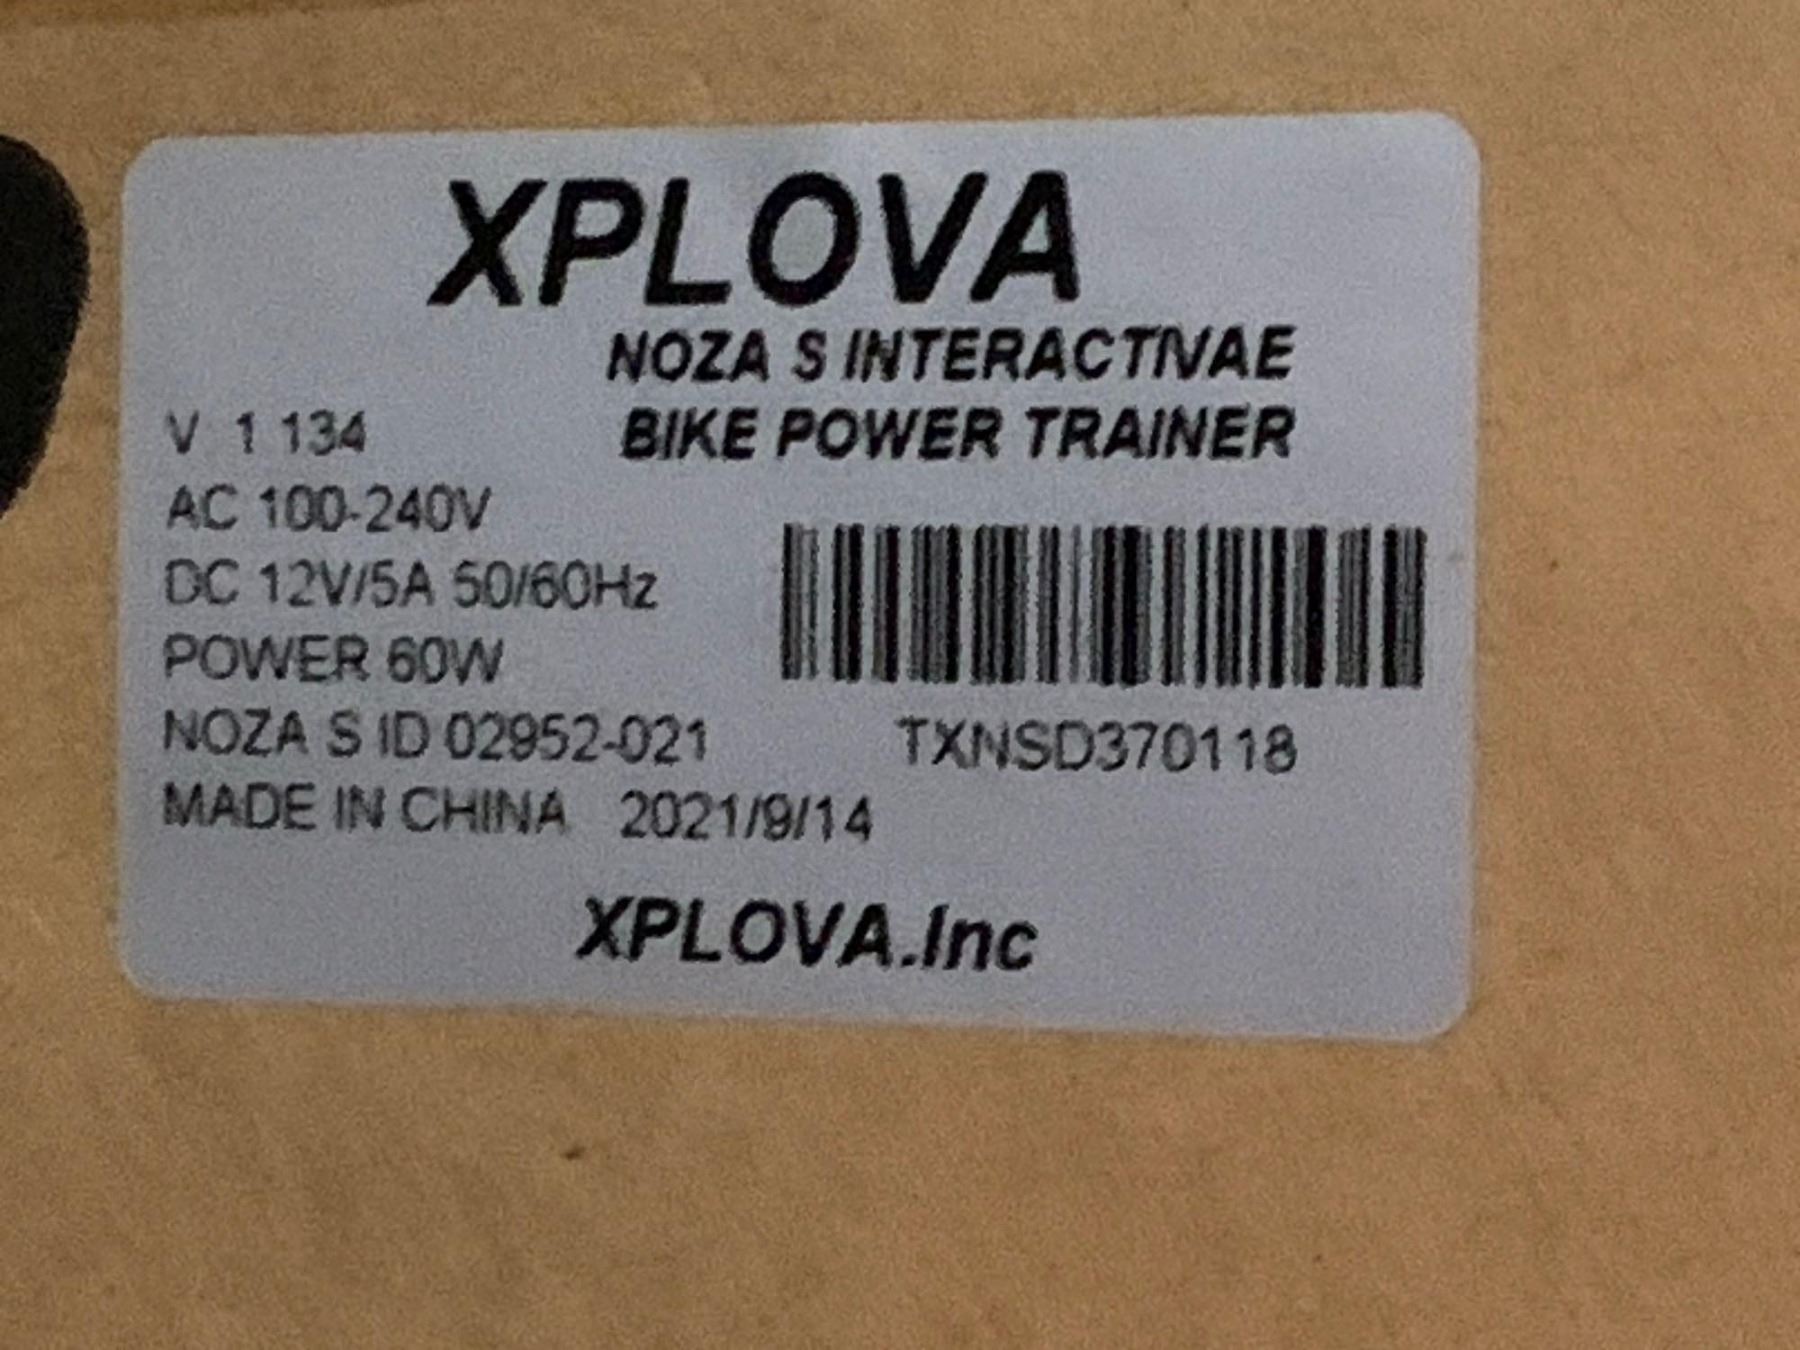 XPLOVA
NOZA S INTERACTIVAE
BIKE POWER TRAINER
V 1 134
AC 100-240V
DC 12V/5A 50/60Hz
POWER 60W
NOZA S ID 02952-021
TXNSD370118
MADE IN CHINA 2021/9/14
XPLOVA.Inc